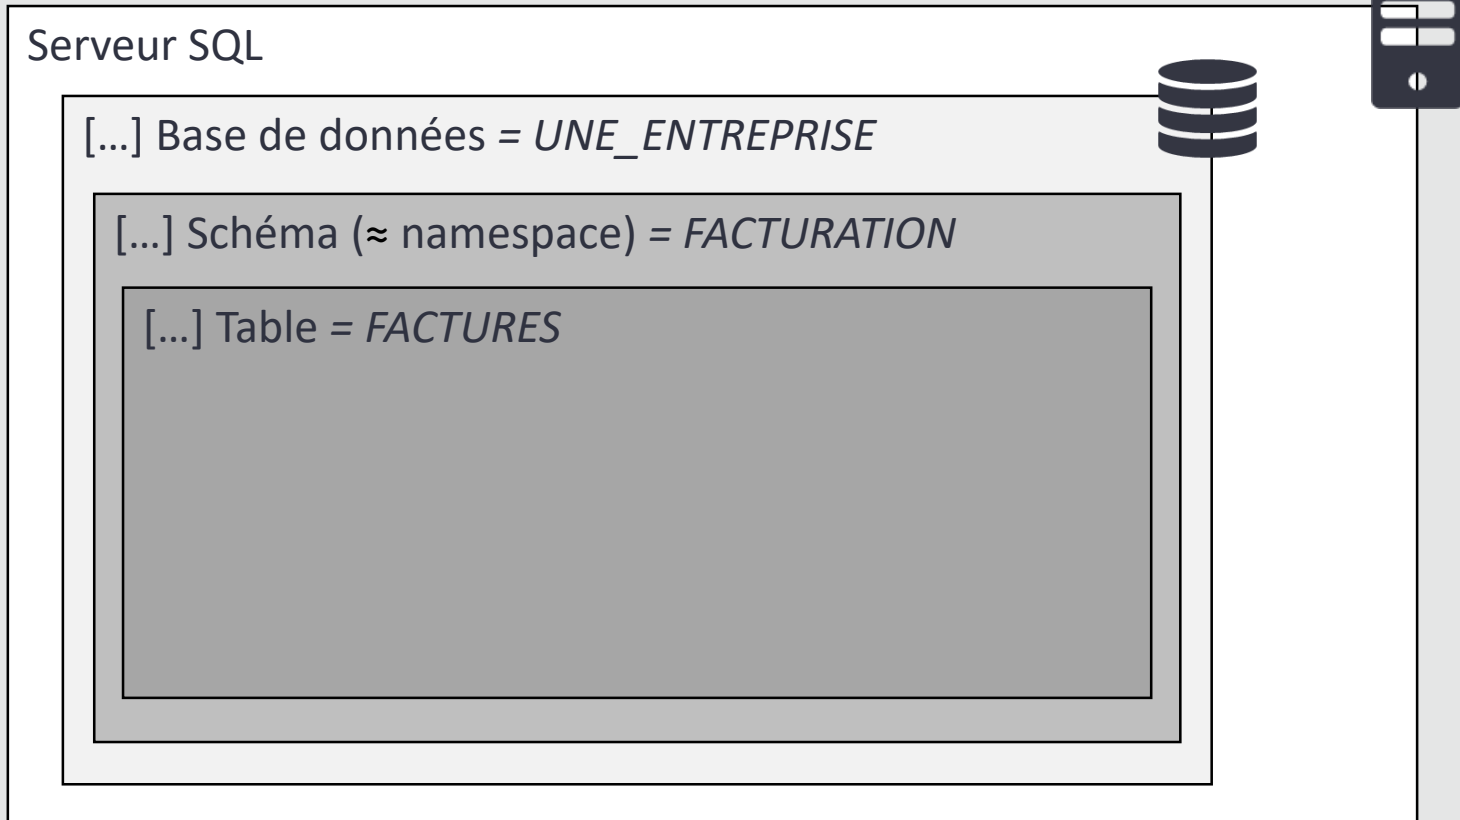 Serveur SQL
[…] Base de données = UNE_ENTREPRISE
[…] Schéma (≈ namespace) = FACTURATION
[…] Table = FACTURES